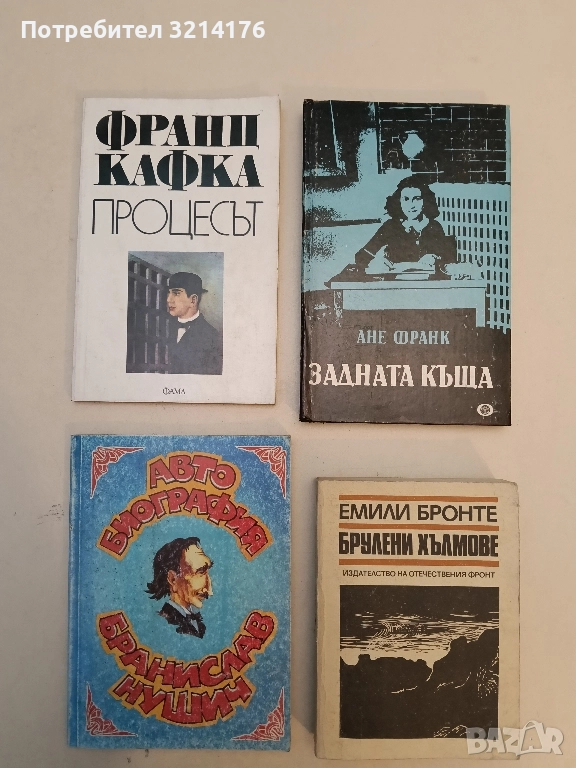 Потребител 3214176
ФРАНЦ
КАФКА
ПРОЦЕСЪТ
ФАМА
АНЕ ФРАНК
ЗАДНАТА КЪЩА
АВТО
БИОГРАФИЯ
БРАНИСЛАВ
НУШИЧ
ЕМИЛИ БРОНТЕ
БРУЛЕНИ ХЪЛМОВЕ
ИЗДАТЕЛСТВО НА ОТЕЧЕСТВЕНИЯ ФРОНТ
BAZAR